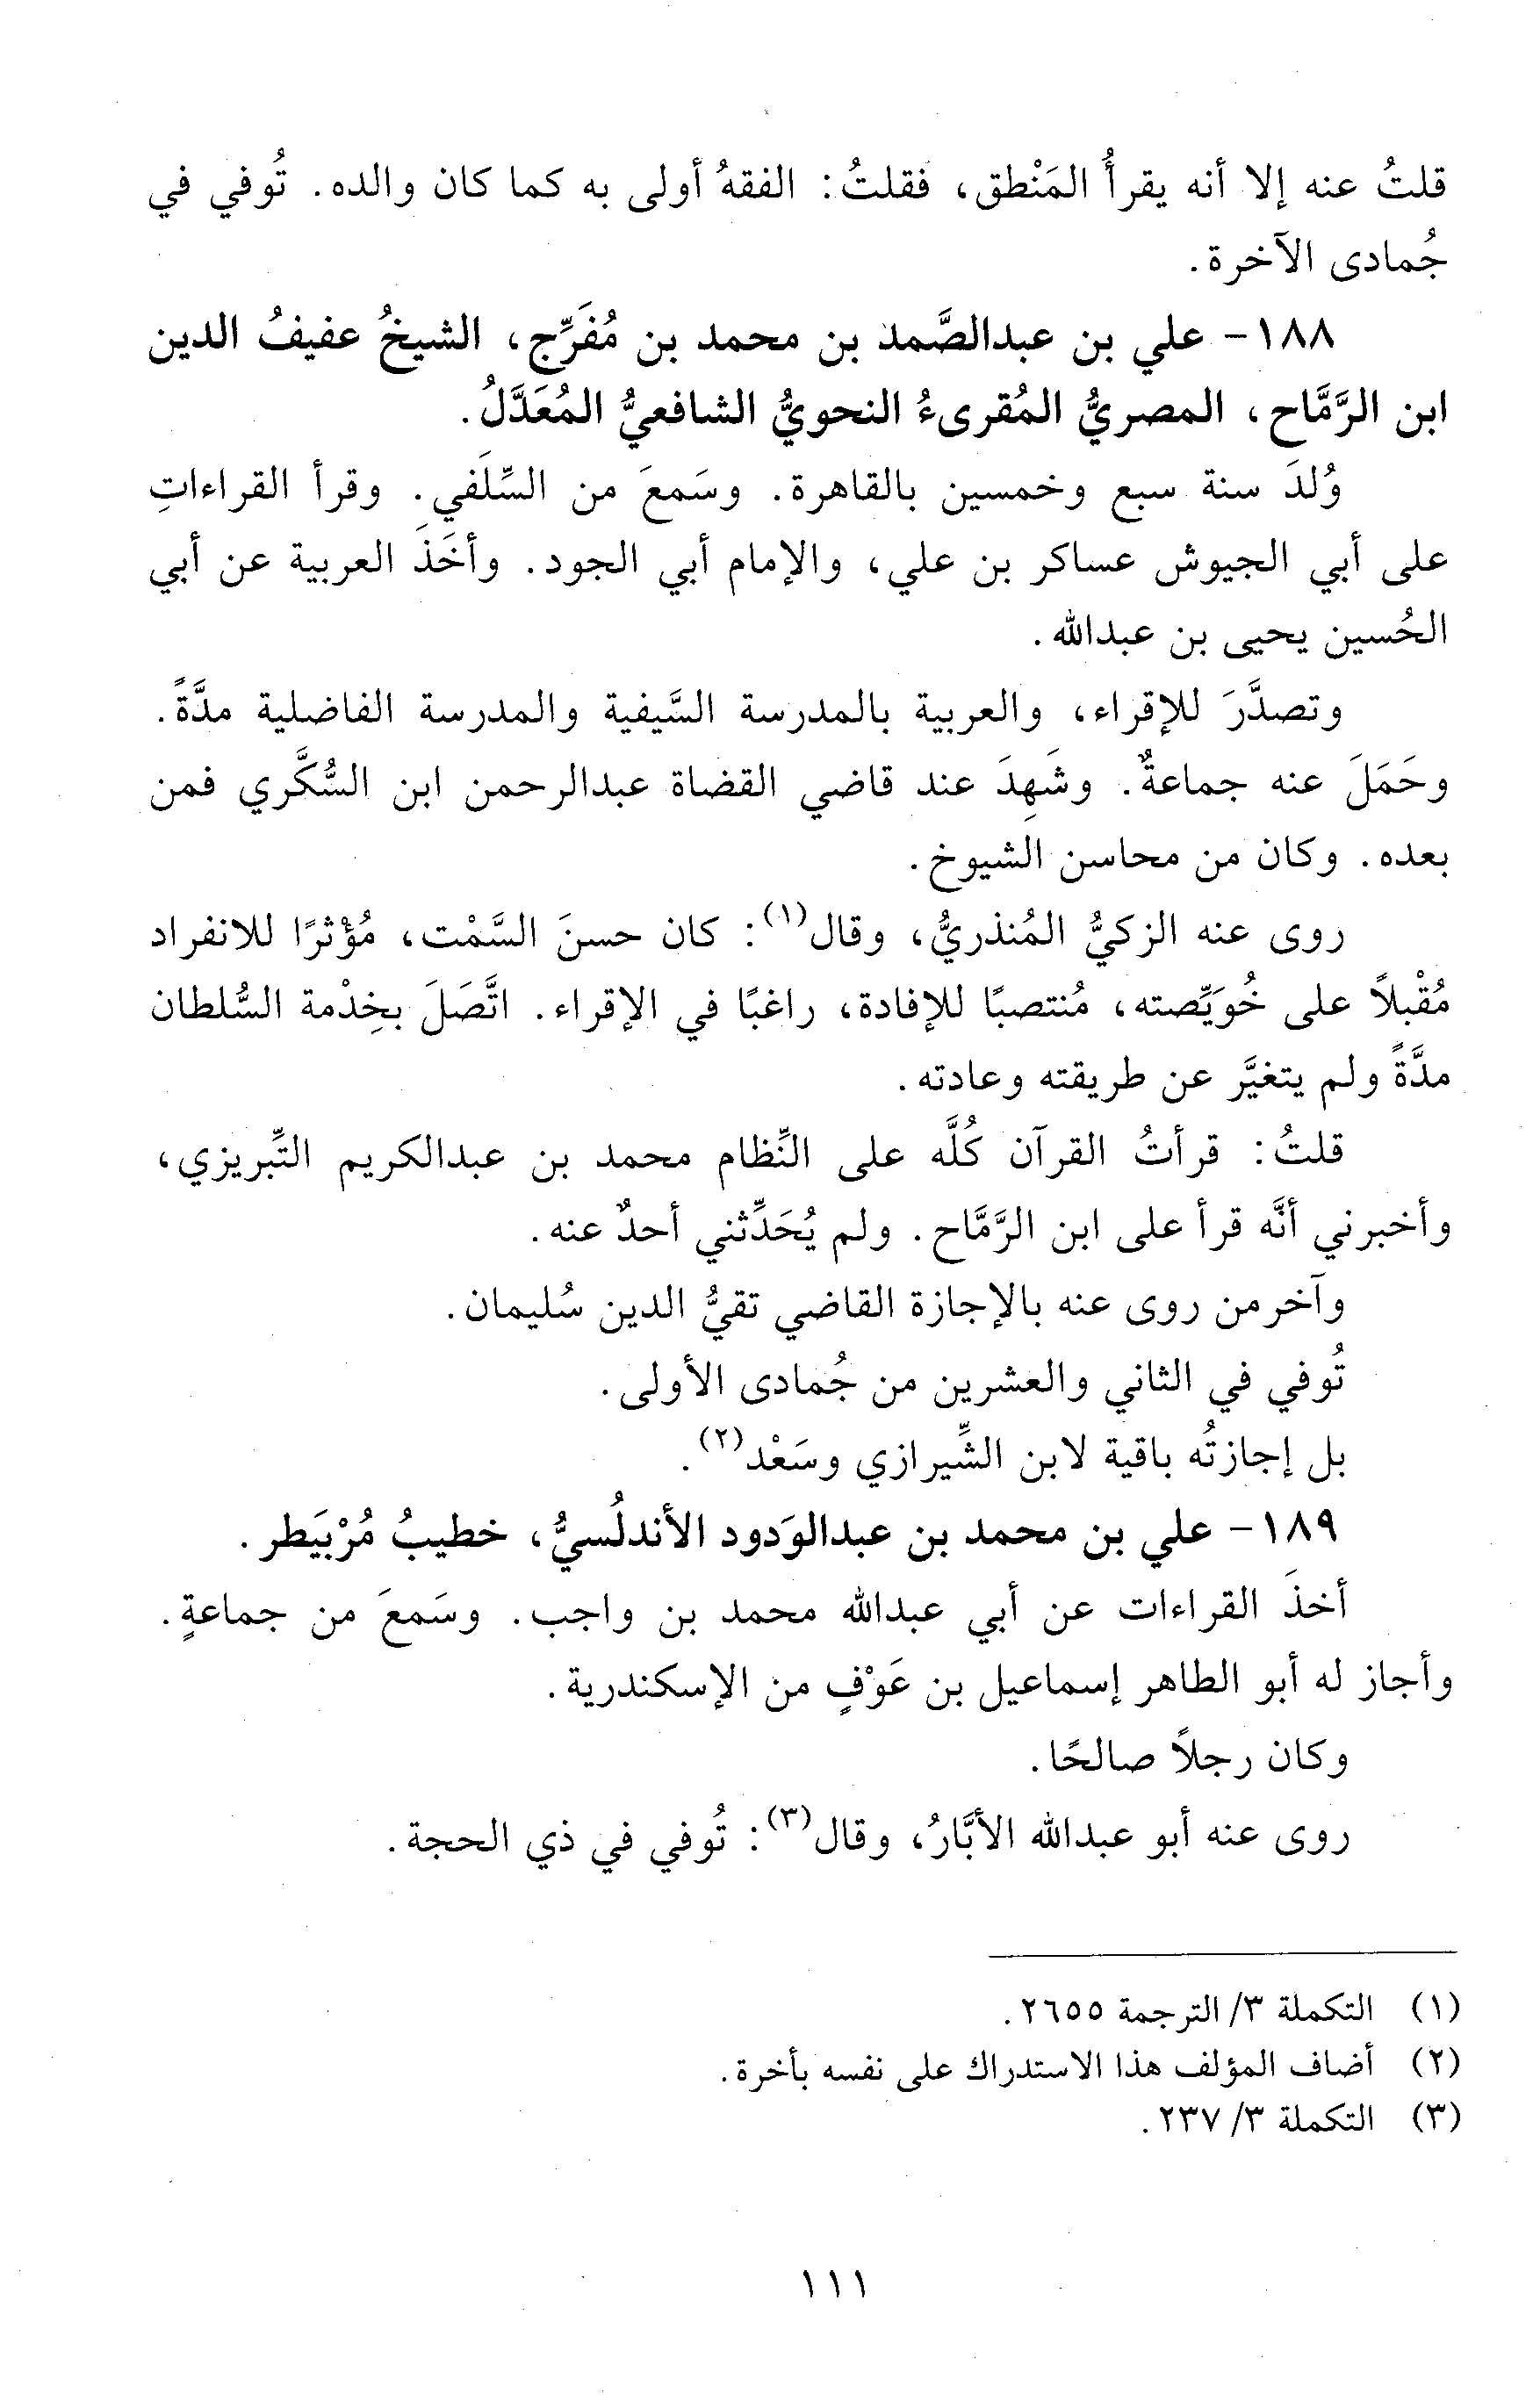 قلتُ عنه إلا أنه يقرأُ المَنْطق، فقلتُ: الفقهُ أولى به كما كان والده. تُوفي في
جُمادى الآخرة.
١٨٨- علي بن عبدالصَّمد بن محمد بن مُفَرِّج، الشيخُ عفيفُ الدين
ابن الرَّمَّاح، المصريُّ المُقرىءُ النحويُّ الشافعيُّ المُعَدَّلُ.
وُلدَ سنة سبع وخمسين بالقاهرة. وسَمعَ من السِّلَفي. وقرأ القراءاتِ
على أبي الجيوش عساكر بن علي، والإمام أبي الجود. وأخَذَ العربية عن أبي
الحُسين يحيى بن عبدالله.
وتصدَّرَ للإقراء، والعربية بالمدرسة السَّيفية والمدرسة الفاضلية مدَّةً.
وحَمَلَ عنه جماعةٌ. وشَهِدَ عند قاضي القضاة عبدالرحمن ابن السُّكَّري فمن
بعده. وكان من محاسن الشيوخ.
روى عنه الزكيُّ المُنذريُّ، وقال(١): كان حسنَ السَّمْت، مُؤْثرًا للانفراد
مُقْبلاً على خُوَيِّصته، مُنتصبًا للإفادة، راغبًا في الإقراء. اتَّصَلَ بخِدْمة السُّلطان
مدَّةً ولم يتغيَّر عن طريقته وعادته.
قلتُ: قرأتُ القرآن كُلَّه على النِّظام محمد بن عبدالكريم التِّبريزي،
وأخبرني أنَّه قرأ على ابن الرَّمَّاح. ولم يُحَدِّثني أحدٌ عنه.
وآخر من روى عنه بالإجازة القاضي تقيُّ الدين سُليمان.
تُوفي في الثاني والعشرين من جُمادى الأولى.
بل إجازتُه باقية لابن الشِّيرازي وسَعْد(٢).
١٨٩- علي بن محمد بن عبدالوَدود الأندلُسيُّ، خطيبُ مُرْبَيَطر.
أخذَ القراءات عن أبي عبدالله محمد بن واجب. وسَمعَ من جماعةٍ.
وأجاز له أبو الطاهر إسماعيل بن عَوْفٍ من الإسكندرية.
وكان رجلاً صالحًا.
روى عنه أبو عبدالله الأبَّارُ، وقال(٣): تُوفي في ذي الحجة.
(١) التكملة ٣/ الترجمة ٢٦٥٥.
(٢) أضاف المؤلف هذا الاستدراك على نفسه بأخرة.
(٣) التكملة ٣/ ٢٣٧.
١١١